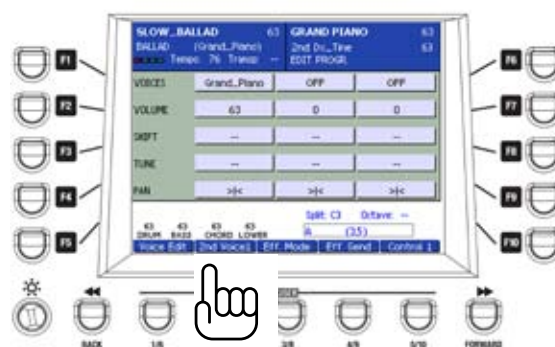 SLOW_BALLAD 63 GRAND PIANO 63
BALLAD (Grand_Piano) 2nd Dx_Tine 63
Tempo: 76 Transp: -- EDIT PROGR.
F1
F2
F3
F4
F5
F6
F7
F8
F9
F10
VOICES Grand_Piano OFF OFF
VOLUME 63 0 0
SHIFT -- -- --
TUNE -- -- --
PAN >|< >|< >|<
Split: C3 Octave: --
63 63 63 63
DRUM BASS CHORD LOWER
A (15)
Voice Edit 2nd Voice1 Eff Mode Eff Send Control 1
BACK 1/6 3/8 4/9 5/10 FORWARD